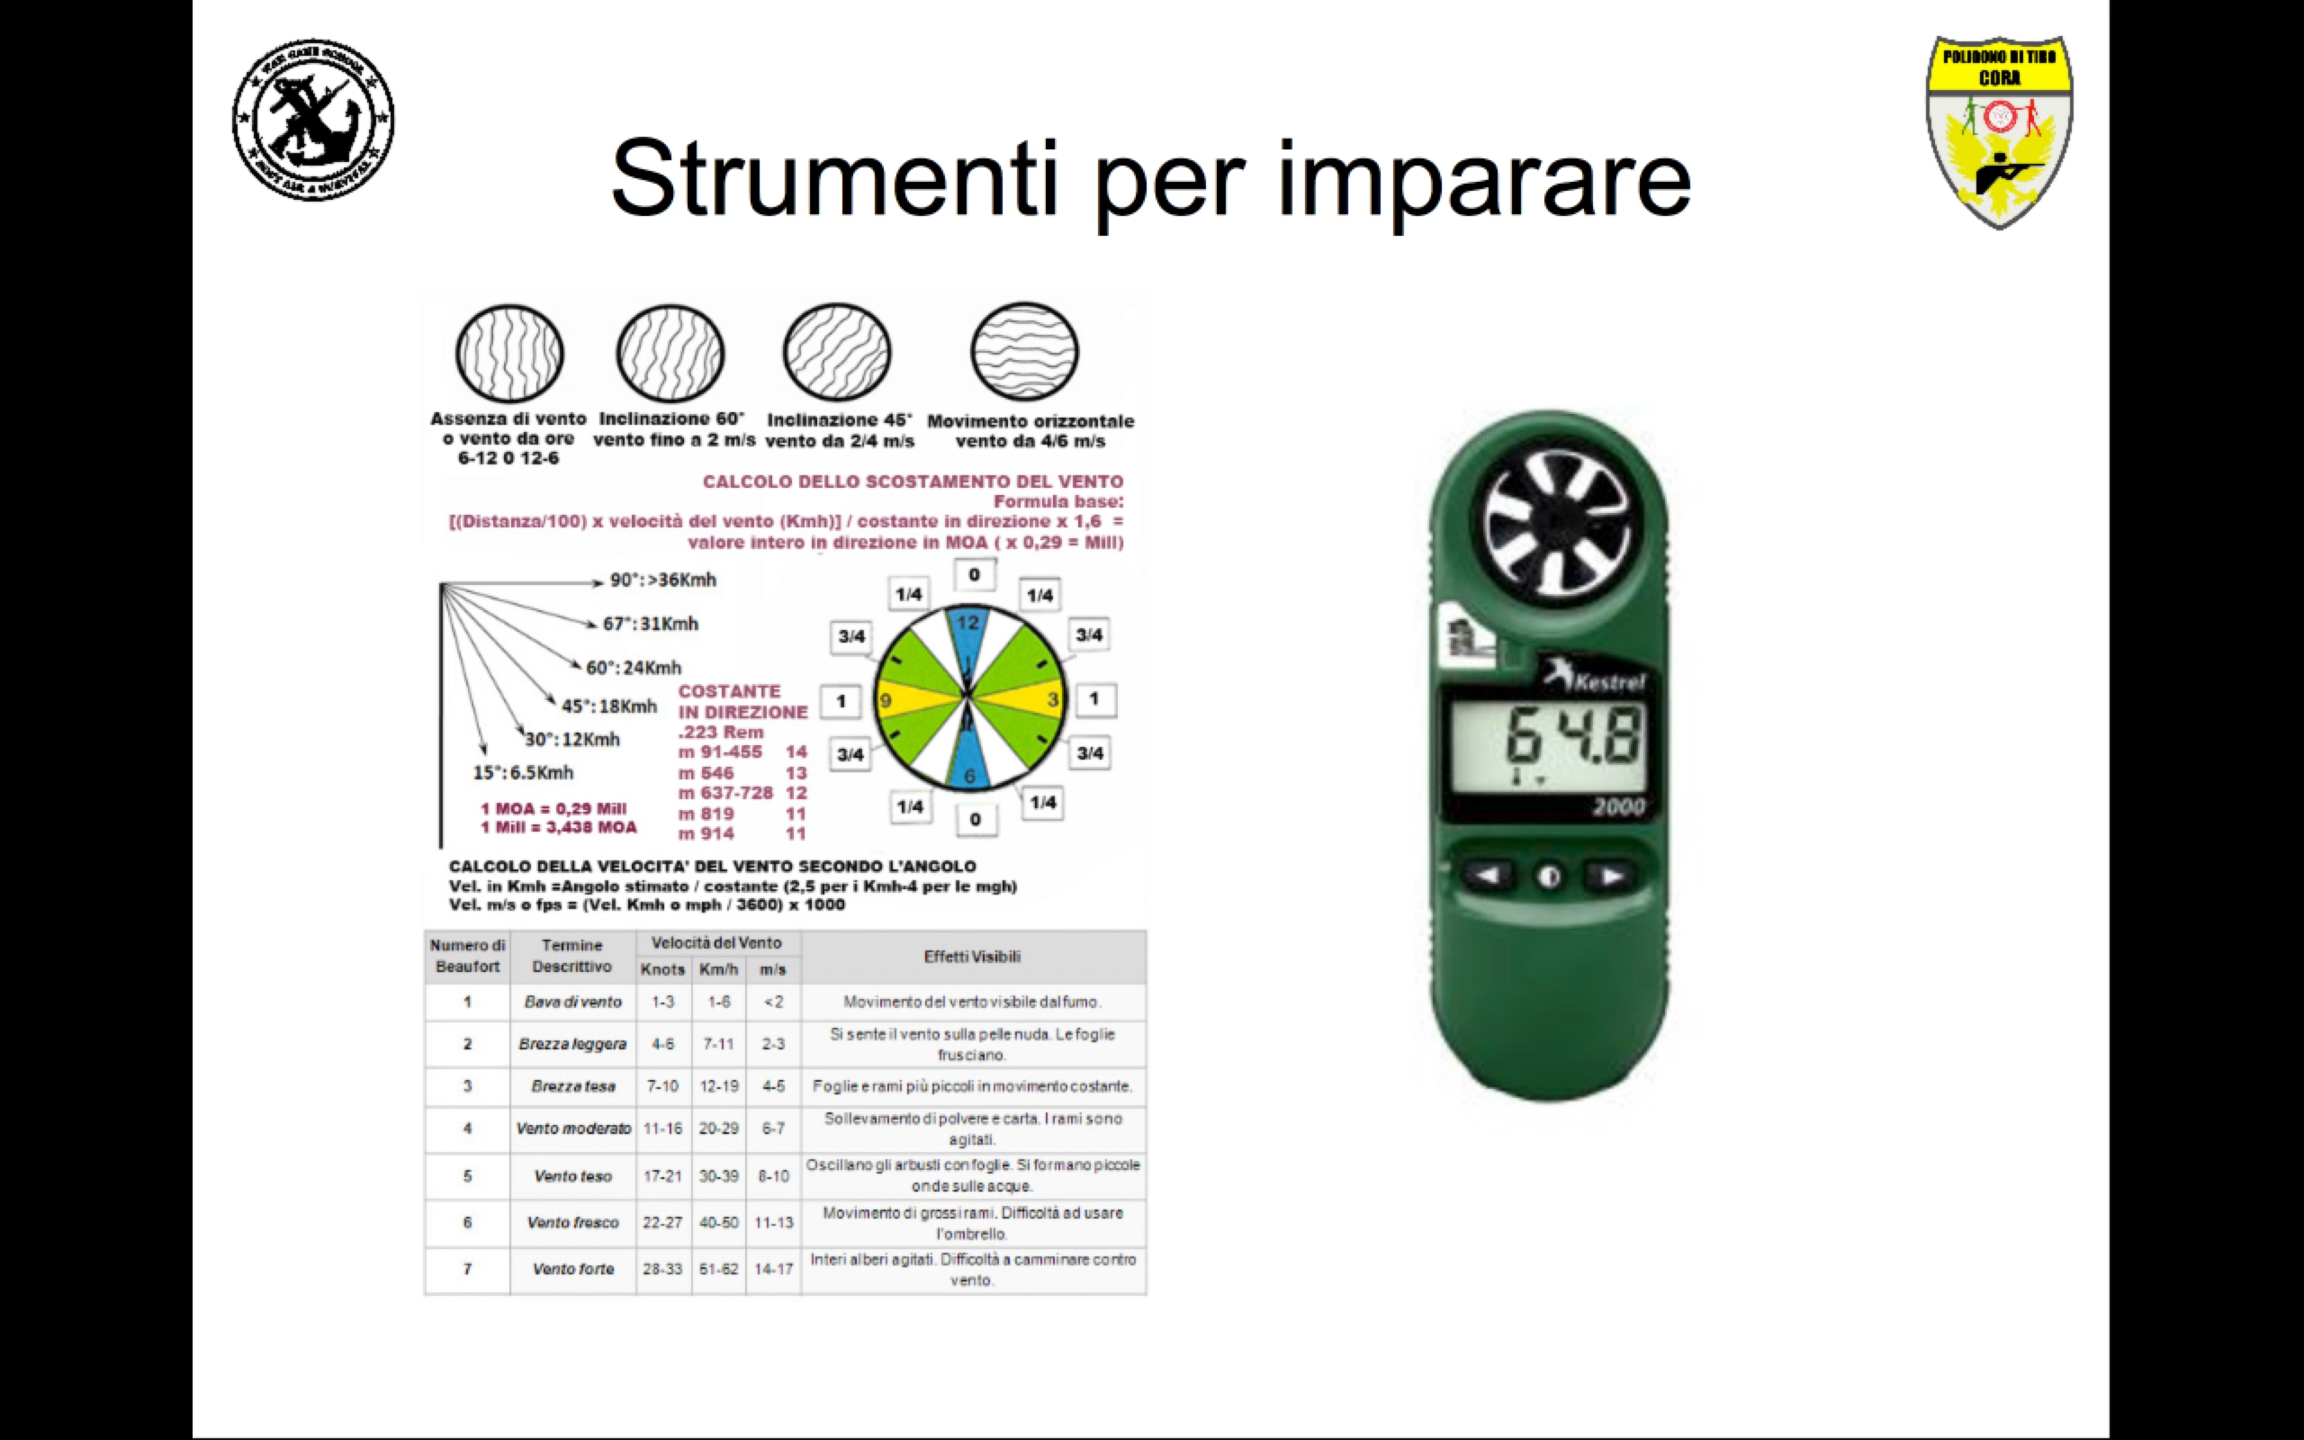 WAR GAME SCHOOL
SHOT AIR & WAVEFAL
POLIGONO DI TIRO
CORA
Strumenti per imparare
Assenza di vento
o vento da ore
6-12 0 12-6
Inclinazione 60°
vento fino a 2 m/s
Inclinazione 45°
vento da 2/4 m/s
Movimento orizzontale
vento da 4/6 m/s
CALCOLO DELLO SCOSTAMENTO DEL VENTO
Formula base:
[(Distanza/100) x velocità del vento (Kmh)] / costante in direzione x 1,6 =
valore intero in direzione in MOA ( x 0,29 = Mill)
90°:>36Kmh
67°:31Kmh
60°:24Kmh
45°:18Kmh
30°:12Kmh
15°:6.5Kmh
1 MOA = 0,29 Mill
1 Mill = 3,438 MOA
COSTANTE
IN DIREZIONE
.223 Rem
m 91-455 14
m 546 13
m 637-728 12
m 819 11
m 914 11
0
1/4 1/4
12
3/4 3/4
1 9 3 1
3/4 3/4
6
1/4 1/4
0
CALCOLO DELLA VELOCITA' DEL VENTO SECONDO L'ANGOLO
Vel. in Kmh =Angolo stimato / costante (2,5 per i Kmh-4 per le mgh)
Vel. m/s o fps = (Vel. Kmh o mph / 3600) x 1000
Numero di Beaufort Termine Descrittivo Velocità del Vento Effetti Visibili
Knots Km/h m/s
1 Bava di vento 1-3 1-6 <2 Movimento del vento visibile dal fumo.
2 Brezza leggera 4-6 7-11 2-3 Si sente il vento sulla pelle nuda. Le foglie
frusciano.
3 Brezza tesa 7-10 12-19 4-5 Foglie e rami più piccoli in movimento costante.
4 Vento moderato 11-16 20-29 6-7 Sollevamento di polvere e carta. I rami sono
agitati.
5 Vento teso 17-21 30-39 8-10 Oscillano gli arbusti con foglie. Si formano piccole
onde sulle acque.
6 Vento fresco 22-27 40-50 11-13 Movimento di grossi rami. Difficoltà ad usare
l'ombrello.
7 Vento forte 28-33 51-62 14-17 Interi alberi agitati. Difficoltà a camminare contro
vento.
Kestrel
64.8
2000